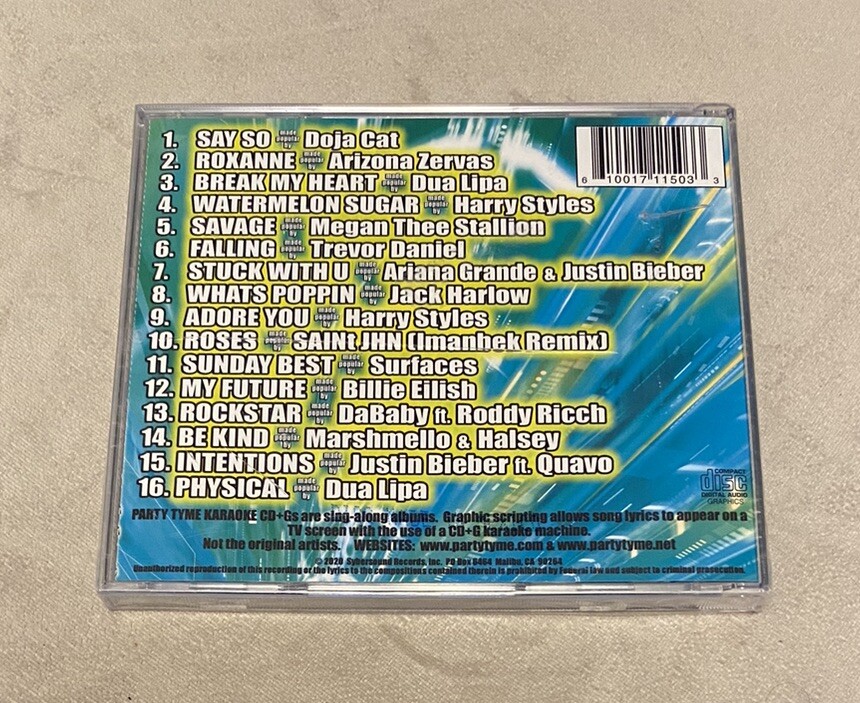 1. SAY SO made popular by Doja Cat
2. ROXANNE made popular by Arizona Zervas
3. BREAK MY HEART made popular by Dua Lipa
4. WATERMELON SUGAR made popular by Harry Styles
5. SAVAGE made popular by Megan Thee Stallion
6. FALLING made popular by Trevor Daniel
7. STUCK WITH U made popular by Ariana Grande & Justin Bieber
8. WHATS POPPIN made popular by Jack Harlow
9. ADORE YOU made popular by Harry Styles
10. ROSES made popular by SAINt JHN (Imanbek Remix)
11. SUNDAY BEST made popular by Surfaces
12. MY FUTURE made popular by Billie Eilish
13. ROCKSTAR made popular by DaBaby ft. Roddy Ricch
14. BE KIND made popular by Marshmello & Halsey
15. INTENTIONS made popular by Justin Bieber ft. Quavo
16. PHYSICAL made popular by Dua Lipa
6 10017 11503 3
COMPACT
disc
DIGITAL AUDIO
GRAPHICS
PARTY TYME KARAOKE CD+Gs are sing-along albums. Graphic scripting allows song lyrics to appear on a
TV screen with the use of a CD+G karaoke machine.
Not the original artists. WEBSITES: www.partytyme.com & www.partytyme.net
© 2020 Sybersound Records, Inc. PO Box 6464 Malibu, CA 90264
Unauthorized reproduction of this recording or the lyrics to the compositions contained therein is prohibited by Federal law and subject to criminal prosecution.